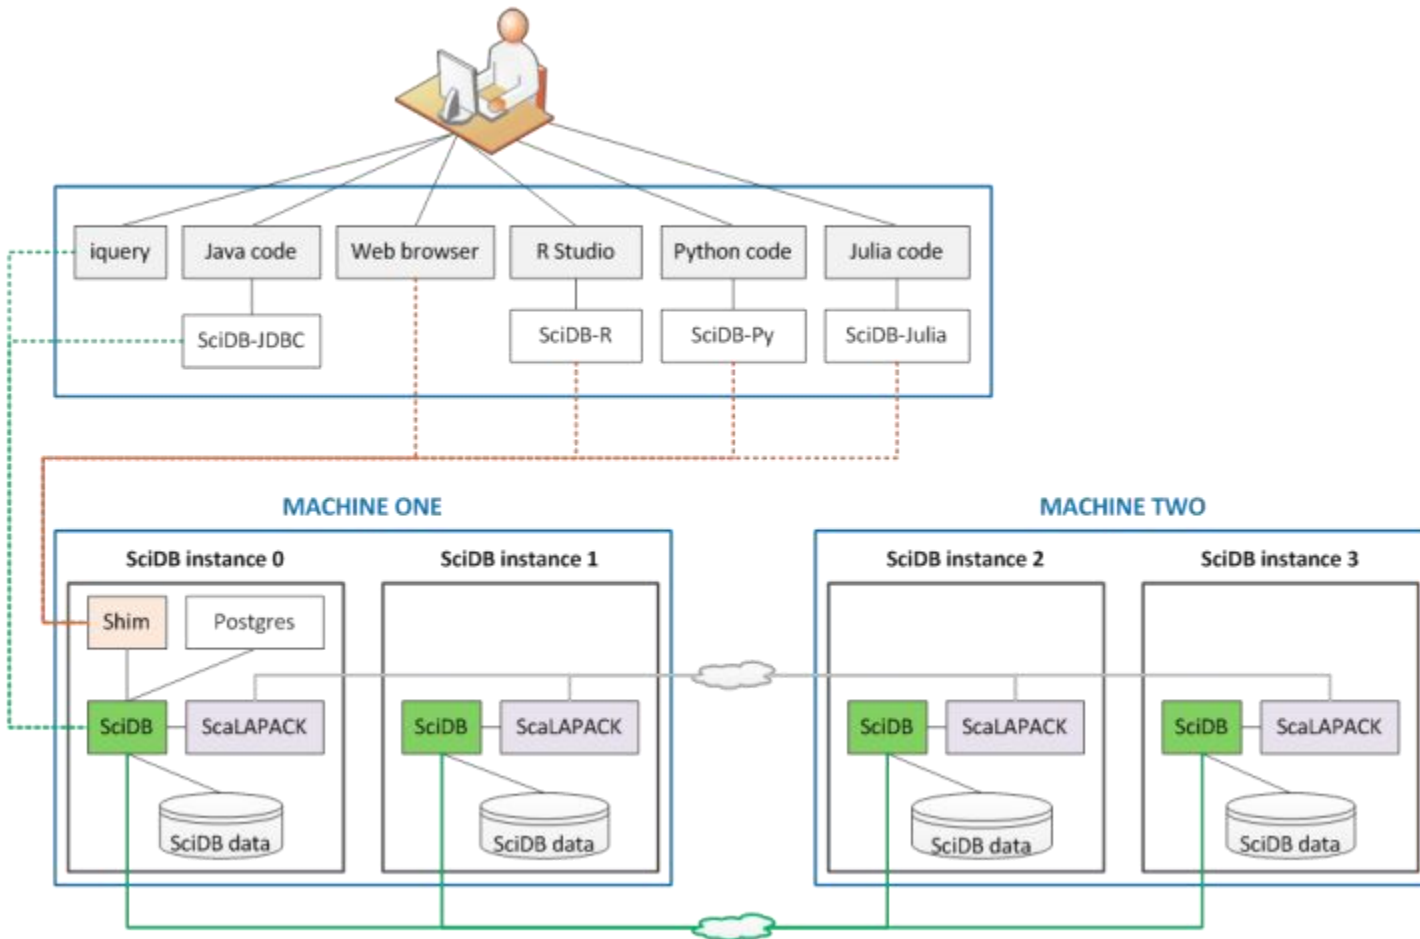 iquery
Java code
Web browser
R Studio
Python code
Julia code
SciDB-JDBC
SciDB-R
SciDB-Py
SciDB-Julia
MACHINE ONE
MACHINE TWO
SciDB instance 0
SciDB instance 1
SciDB instance 2
SciDB instance 3
Shim
Postgres
SciDB
ScaLAPACK
SciDB
ScaLAPACK
SciDB
ScaLAPACK
SciDB
ScaLAPACK
SciDB data
SciDB data
SciDB data
SciDB data